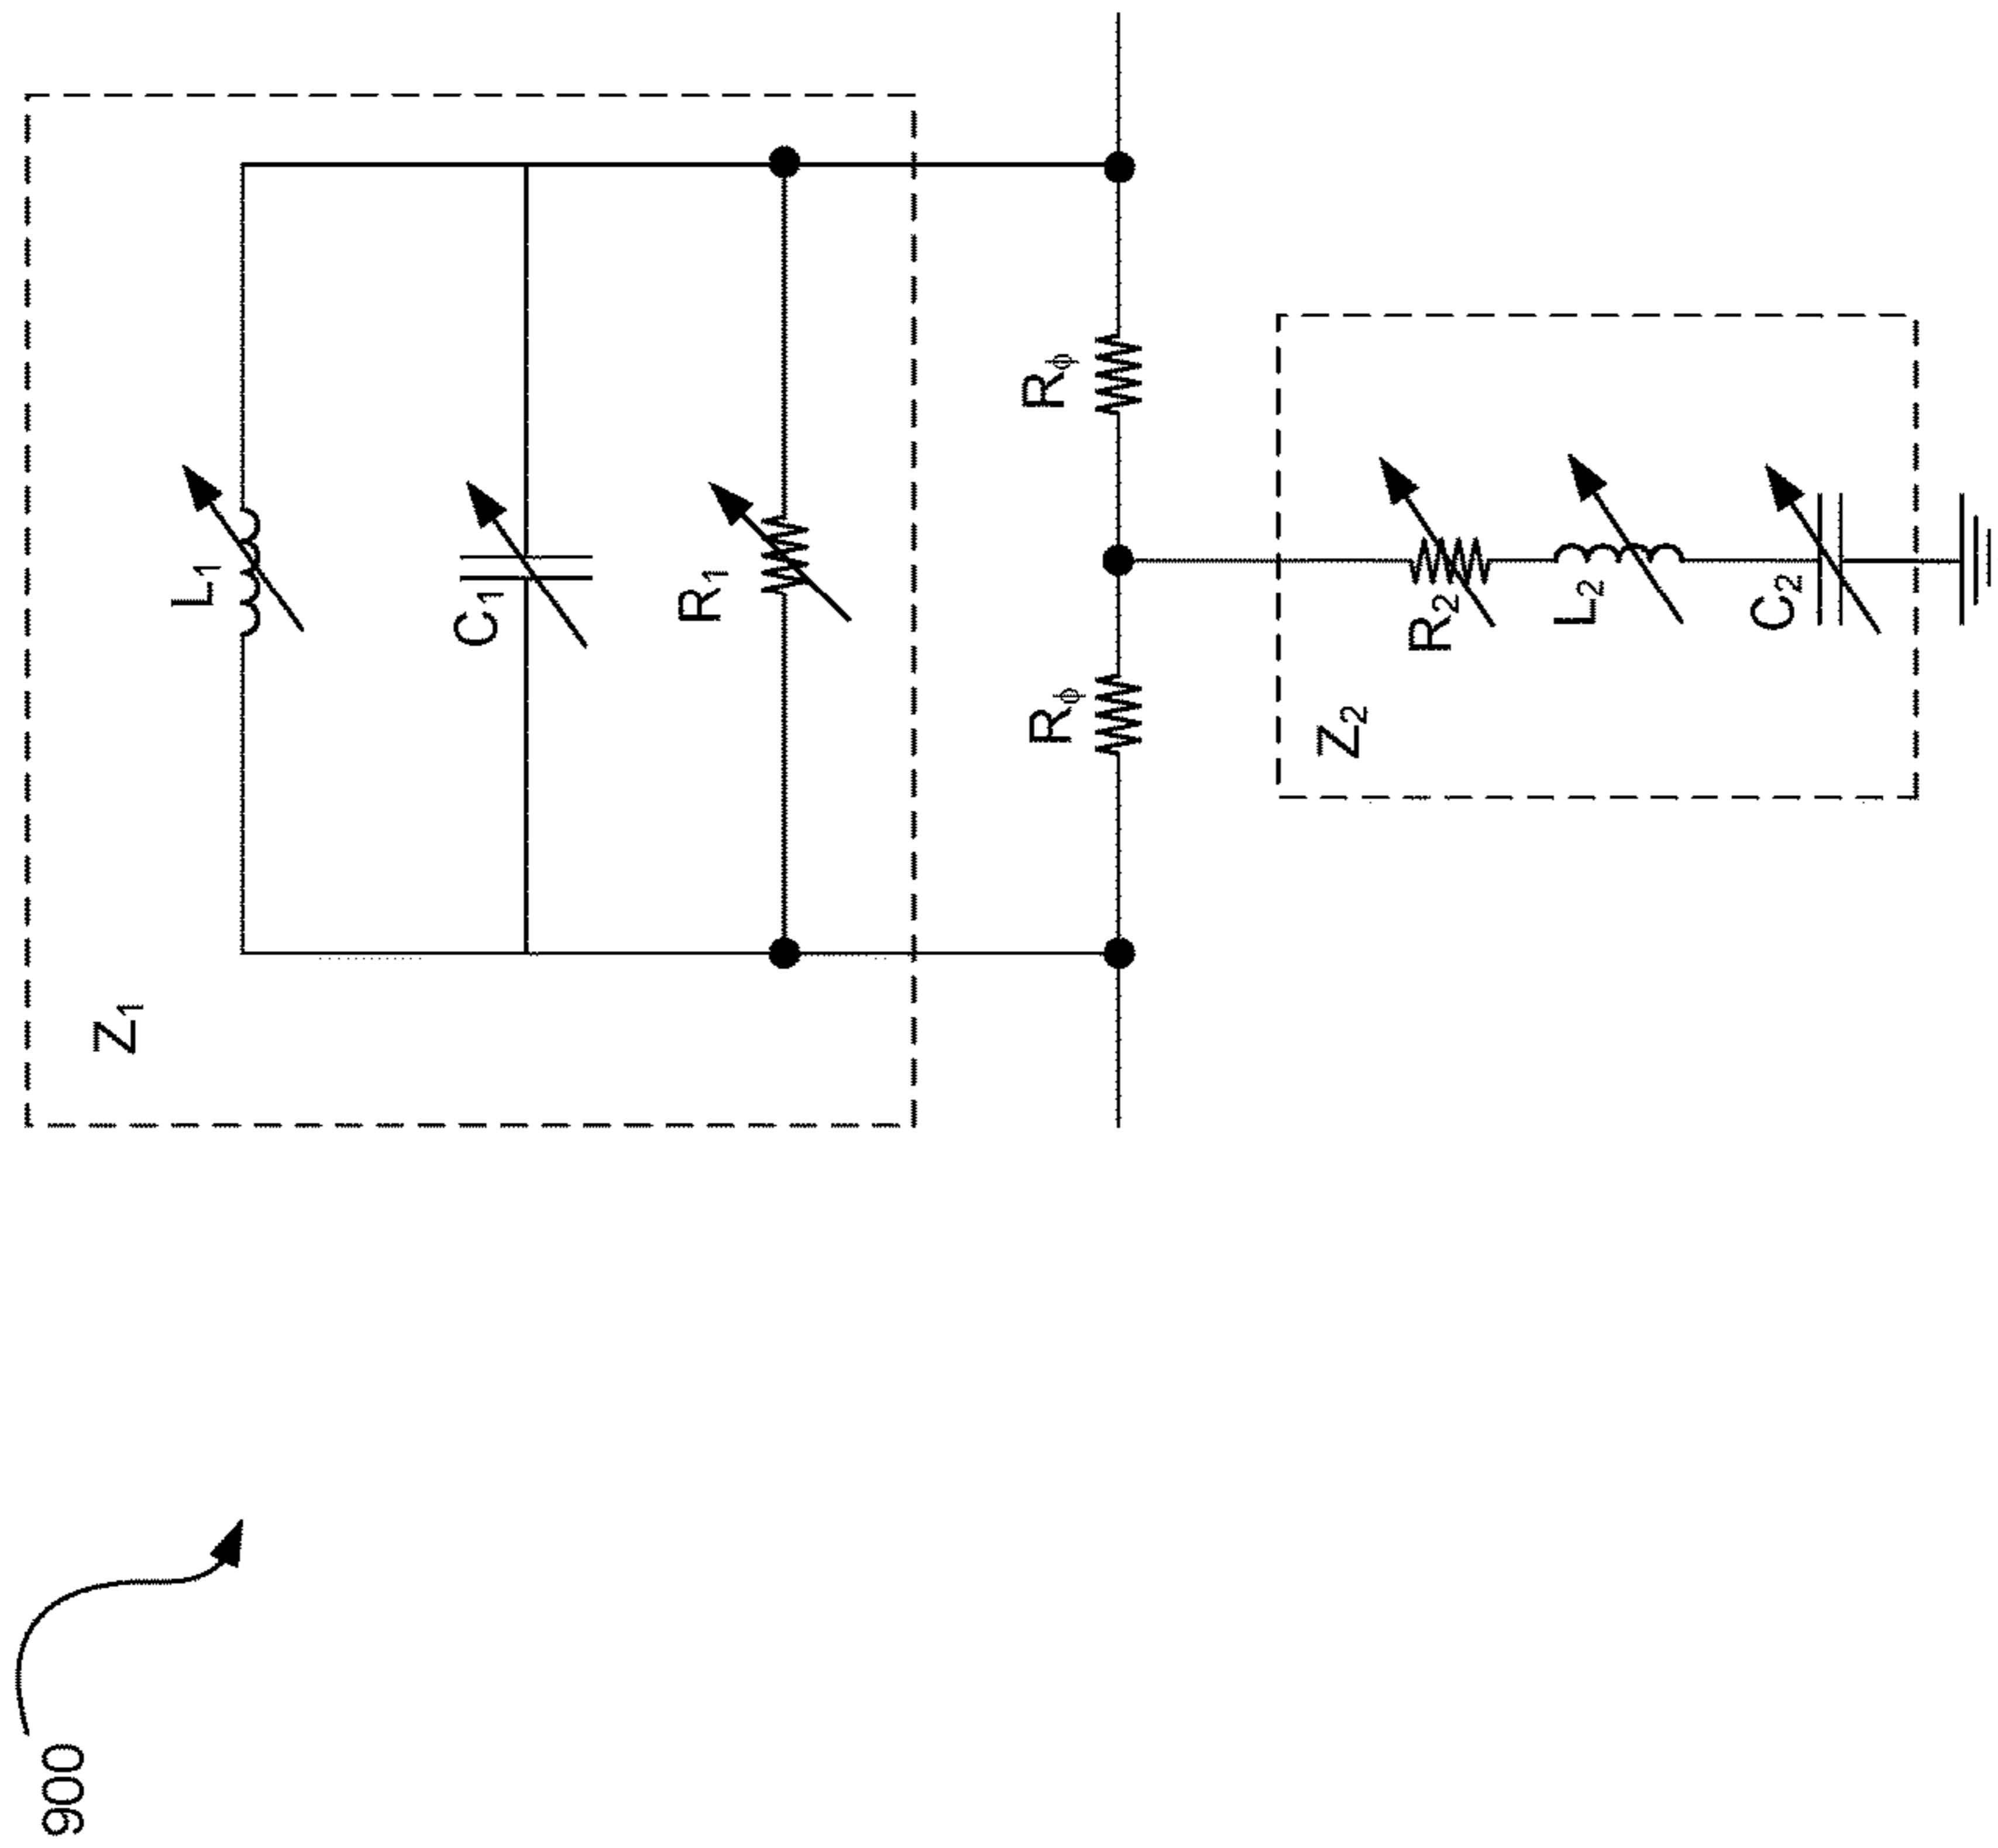 900
Z₁
L₁
C₁
R₁
Rϕ
Rϕ
Z₂
R₂
L₂
C₂